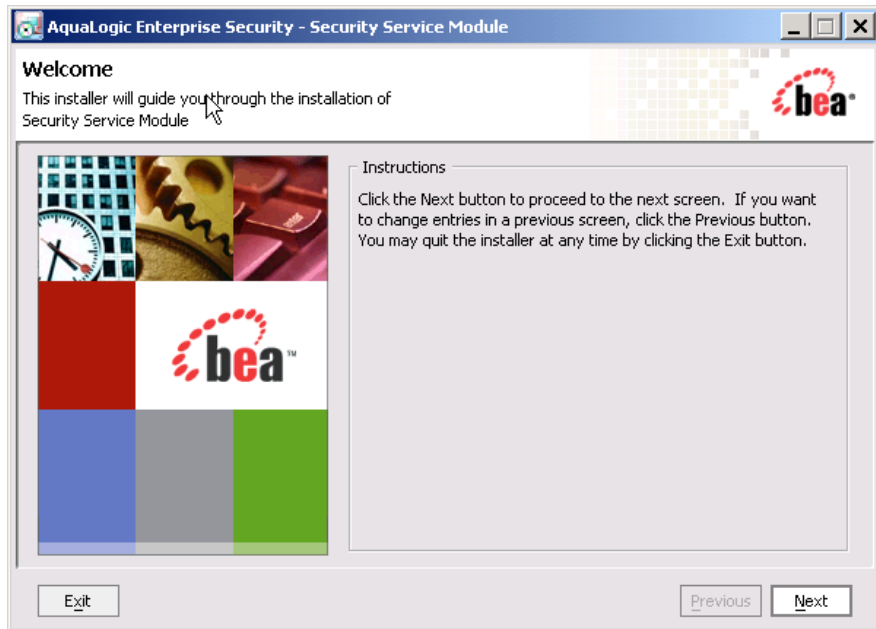 AquaLogic Enterprise Security - Security Service Module
Welcome
This installer will guide you through the installation of
Security Service Module
bea
Instructions
Click the Next button to proceed to the next screen.  If you want
to change entries in a previous screen, click the Previous button.
You may quit the installer at any time by clicking the Exit button.
enter
bea™
Exit
Previous
Next